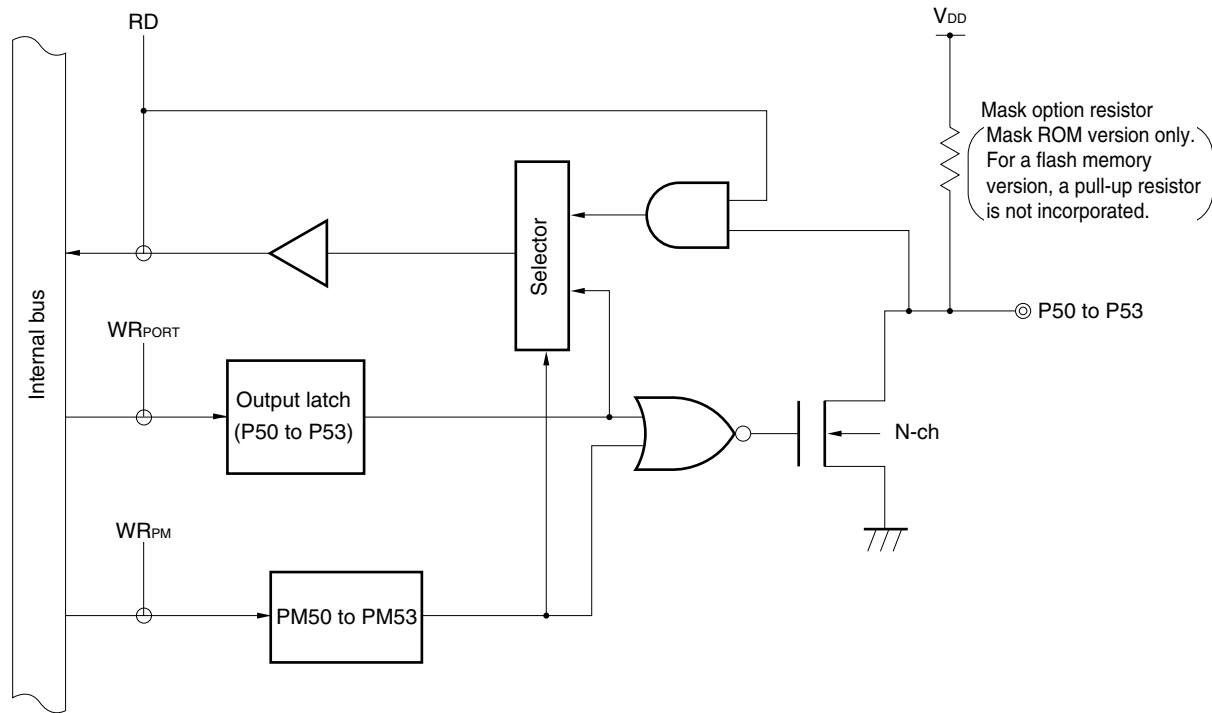 RD
VDD
Mask option resistor
Mask ROM version only.
For a flash memory
version, a pull-up resistor
is not incorporated.
Selector
Internal bus
P50 to P53
WRPORT
Output latch
(P50 to P53)
N-ch
WRPM
PM50 to PM53